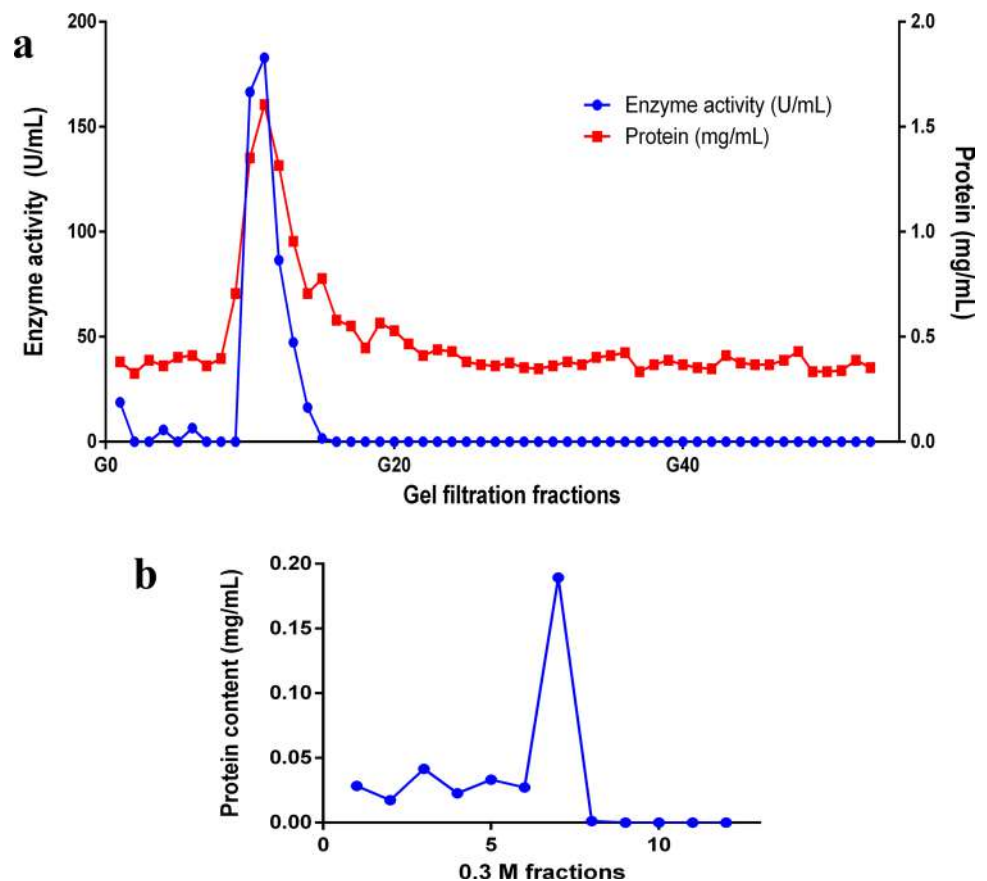 a
Enzyme activity (U/mL)
200
150
100
50
0
Enzyme activity (U/mL)
Protein (mg/mL)
2.0
1.5
1.0
0.5
0.0
Protein (mg/mL)
G0
G20
G40
Gel filtration fractions
b
Protein content (mg/mL)
0.20
0.15
0.10
0.05
0.00
0
5
10
0.3 M fractions